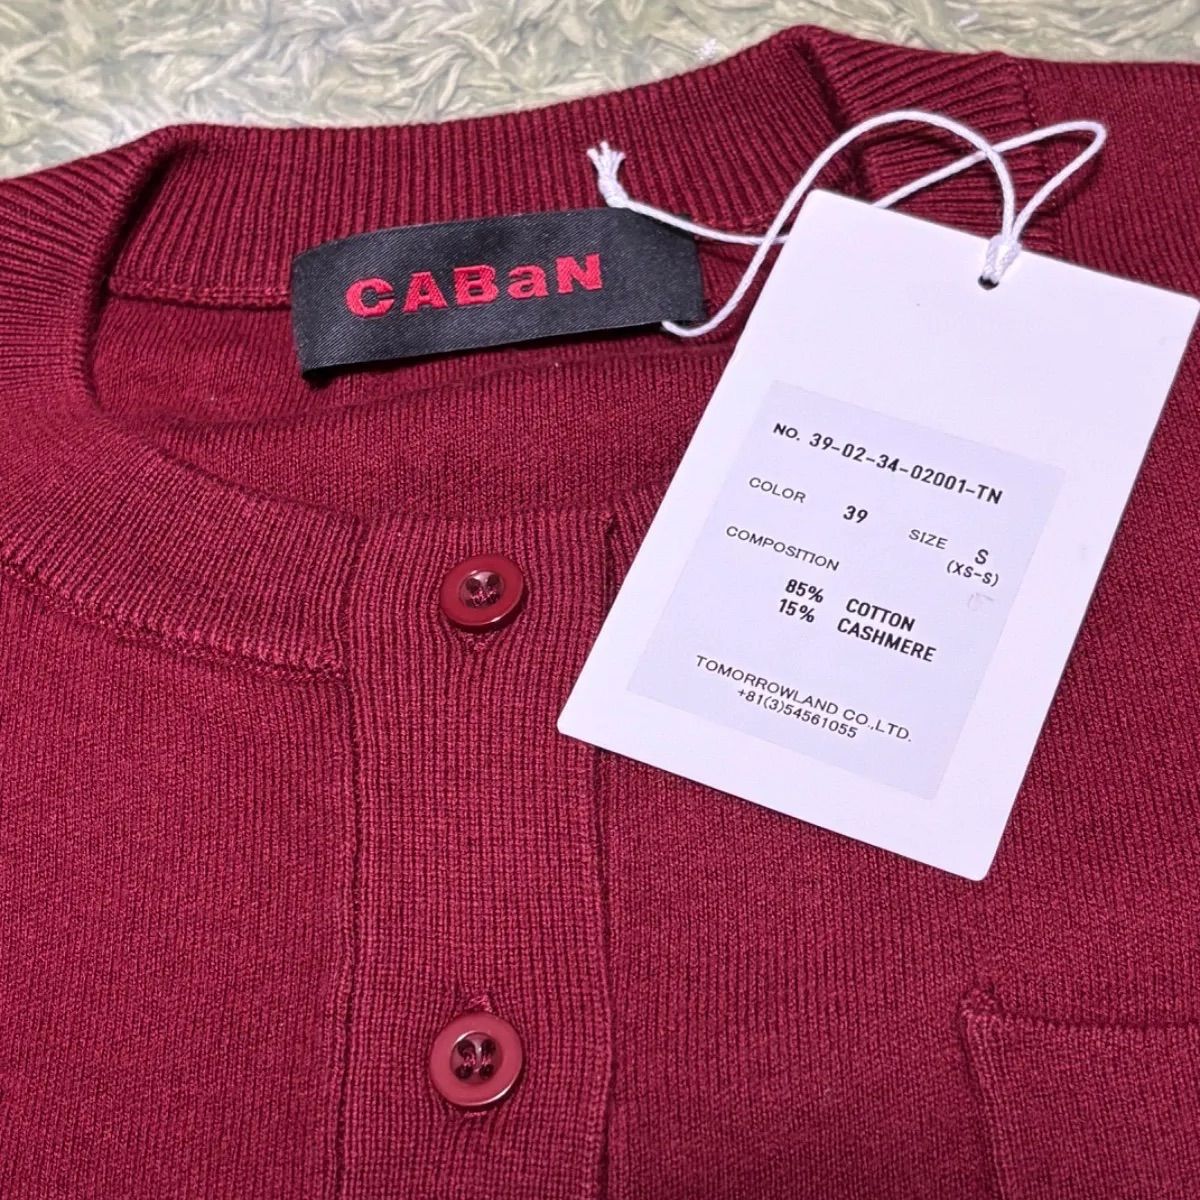 CABaN
NO. 39-02-34-02001-TN
COLOR 39 SIZE S
(XS-S)
COMPOSITION
85% COTTON
15% CASHMERE
TOMORROWLAND CO.,LTD.
+81(3)54561055